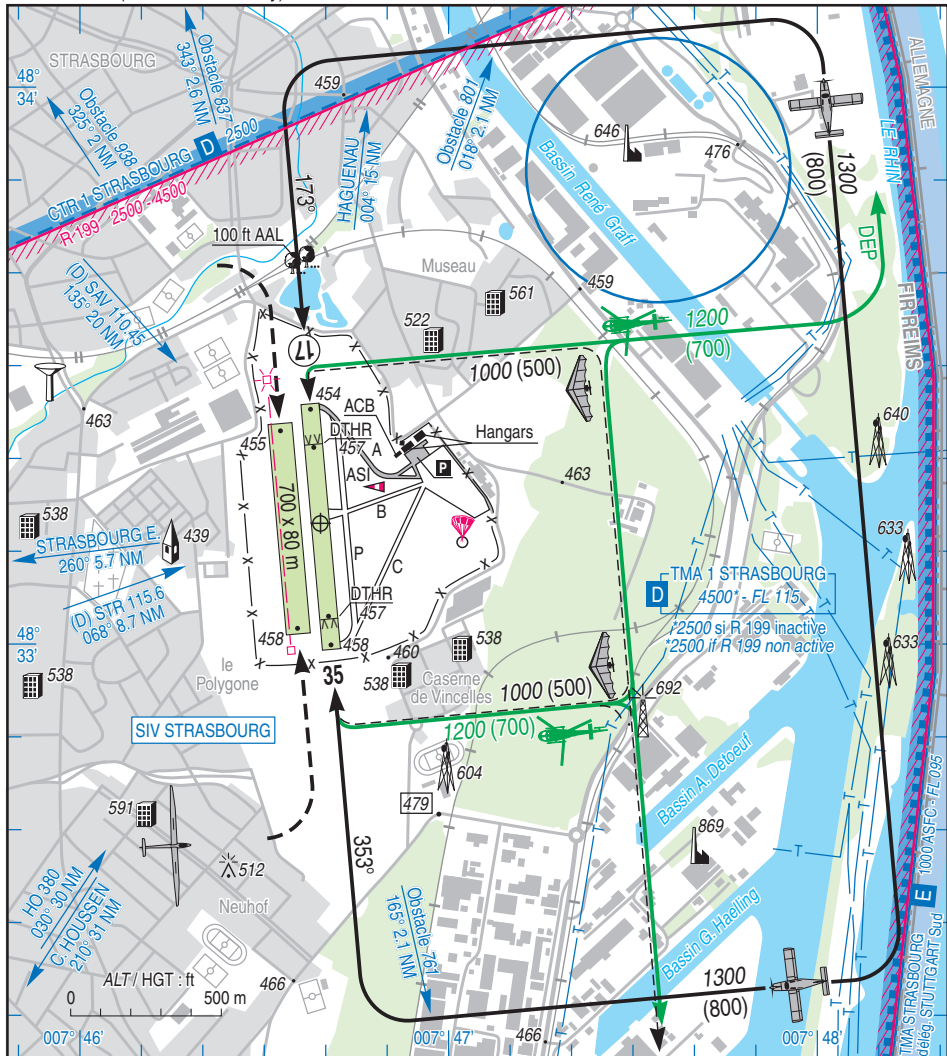 STRASBOURG
48°
34'
459
Obstacle 837
343° 2.6 NM
Obstacle 938
325° 2 NM
CTR 1 STRASBOURG D 2500
R 199 2500 - 4500
HAGUENAU
004° 15 NM
Obstacle 801
018° 2.1 NM
173°
646
476
Bassin René Graff
1300
(800)
ALLEMAGNE
LE RHIN
FIR REIMS
DEP
100 ft AAL
Museau
(D) SAV 110.45
135° 20 NM
561
522
459
1200
(700)
1000 (500)
17
463
454
ACB
DTHR
457
A
Hangars
455
ASI
P
463
640
700 x 80 m
B
538
439
STRASBOURG E.
260° 5.7 NM
P
C
633
(D) STR 115.6
068° 8.7 NM
D
TMA 1 STRASBOURG
4500* - FL 115
*2500 si R 199 inactive
*2500 if R 199 non active
DTHR
457
48°
33'
458
458
460
538
538
633
538
le
Polygone
35
Caserne
de Vincelles
1000 (500)
692
SIV STRASBOURG
1200 (700)
604
Bassin A. Detoeuf
479
591
869
353°
512
HO 380
030° 30 NM
C. HOUSSEN
210° 31 NM
Neuhof
Obstacle 761
165° 2.1 NM
Bassin G. Haelling
E 1000 ASFC - FL 095
TMA STRASBOURG
délég. STUTTGART Sud
ALT / HGT : ft
0 500 m
466
466
1300
(800)
007° 46'
007° 47'
007° 48'